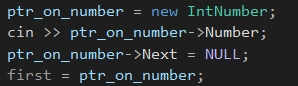 ptr_on_number = new IntNumber;
cin >> ptr_on_number->Number;
ptr_on_number->Next = NULL;
first = ptr_on_number;